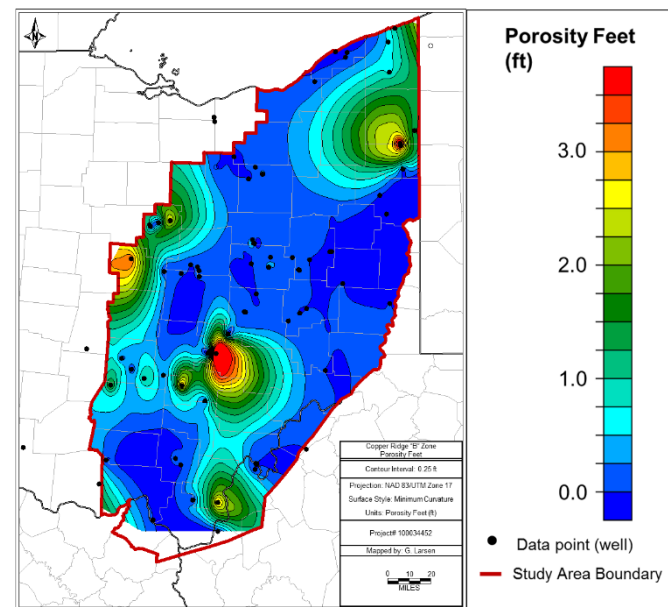 Porosity Feet
(ft)
3.0
2.0
1.0
0.0
Data point (well)
Study Area Boundary
N
Copper Ridge "B" Zone
Porosity Feet
Contour Interval: 0.25 ft
Projection: NAD 83/UTM Zone 17
Surface Style: Minimum Curvature
Units: Porosity Feet (ft)
Project# 100034452
Mapped by: G. Larsen
0 10 20
MILES